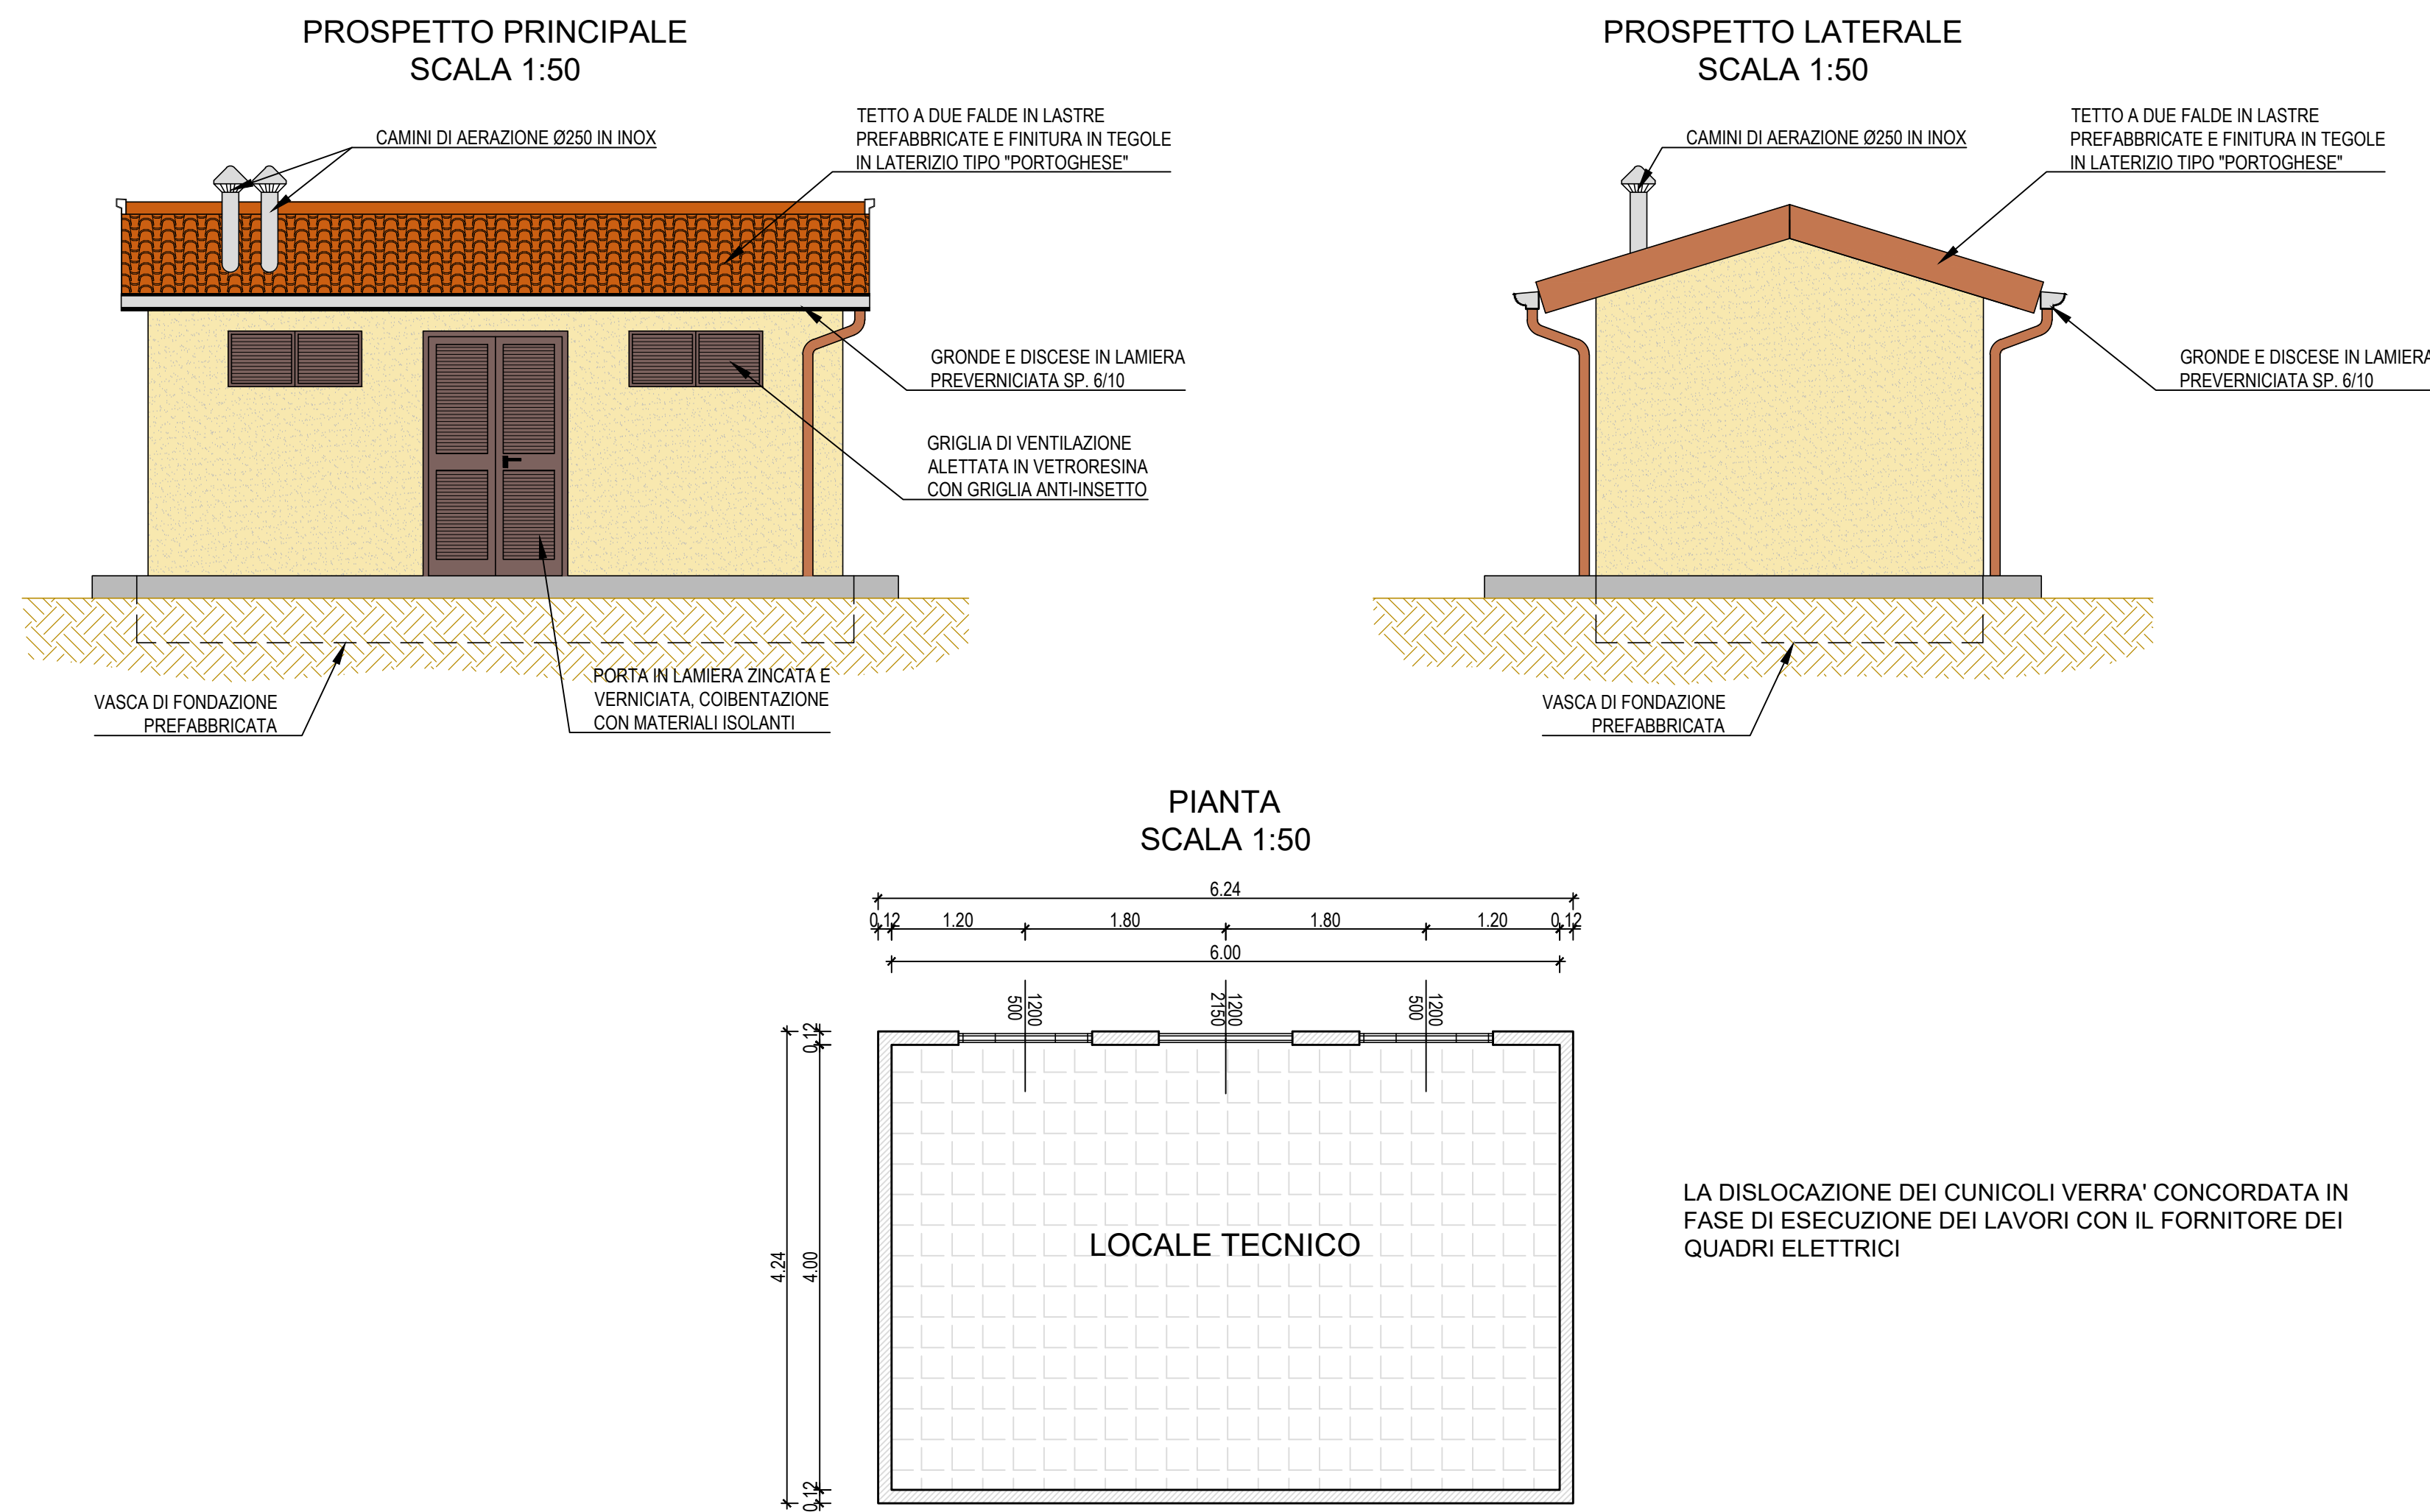 PROSPETTO PRINCIPALE
SCALA 1:50
CAMINI DI AERAZIONE Ø250 IN INOX
TETTO A DUE FALDE IN LASTRE
PREFABBRICATE E FINITURA IN TEGOLE
IN LATERIZIO TIPO "PORTOGHESE"
GRONDE E DISCESE IN LAMIERA
PREVERNICIATA SP. 6/10
GRIGLIA DI VENTILAZIONE
ALETTATA IN VETRORESINA
CON GRIGLIA ANTI-INSETTO
PORTA IN LAMIERA ZINCATA E
VERNICIATA, COIBENTAZIONE
CON MATERIALI ISOLANTI
VASCA DI FONDAZIONE
PREFABBRICATA
PROSPETTO LATERALE
SCALA 1:50
CAMINI DI AERAZIONE Ø250 IN INOX
TETTO A DUE FALDE IN LASTRE
PREFABBRICATE E FINITURA IN TEGOLE
IN LATERIZIO TIPO "PORTOGHESE"
GRONDE E DISCESE IN LAMIERA
PREVERNICIATA SP. 6/10
VASCA DI FONDAZIONE
PREFABBRICATA
PIANTA
SCALA 1:50
6.24
0.12 1.20 1.80 1.80 1.20 0.12
6.00
1200
500
1200
2150
1200
500
0.12
4.24
4.00
0.12
LOCALE TECNICO
LA DISLOCAZIONE DEI CUNICOLI VERRA' CONCORDATA IN
FASE DI ESECUZIONE DEI LAVORI CON IL FORNITORE DEI
QUADRI ELETTRICI